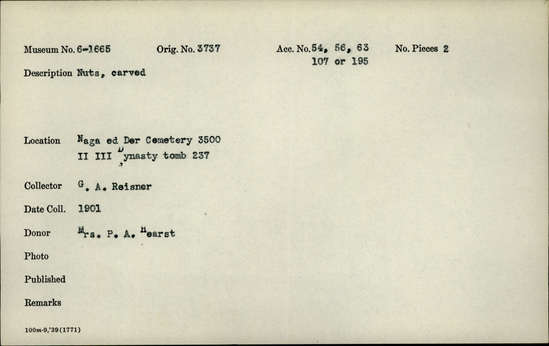 Museum No. 6-1665 Orig. No. 3737 Acc. No. 54, 56, 63 No. Pieces 2
107 or 195
Description Nuts, carved
Location Naga ed Der Cemetery 3500
II III Dynasty tomb 237
Collector G. A. Reisner
Date Coll. 1901
Donor Mrs. P. A. Hearst
Photo
Published
Remarks
100m-9,'39(1771)